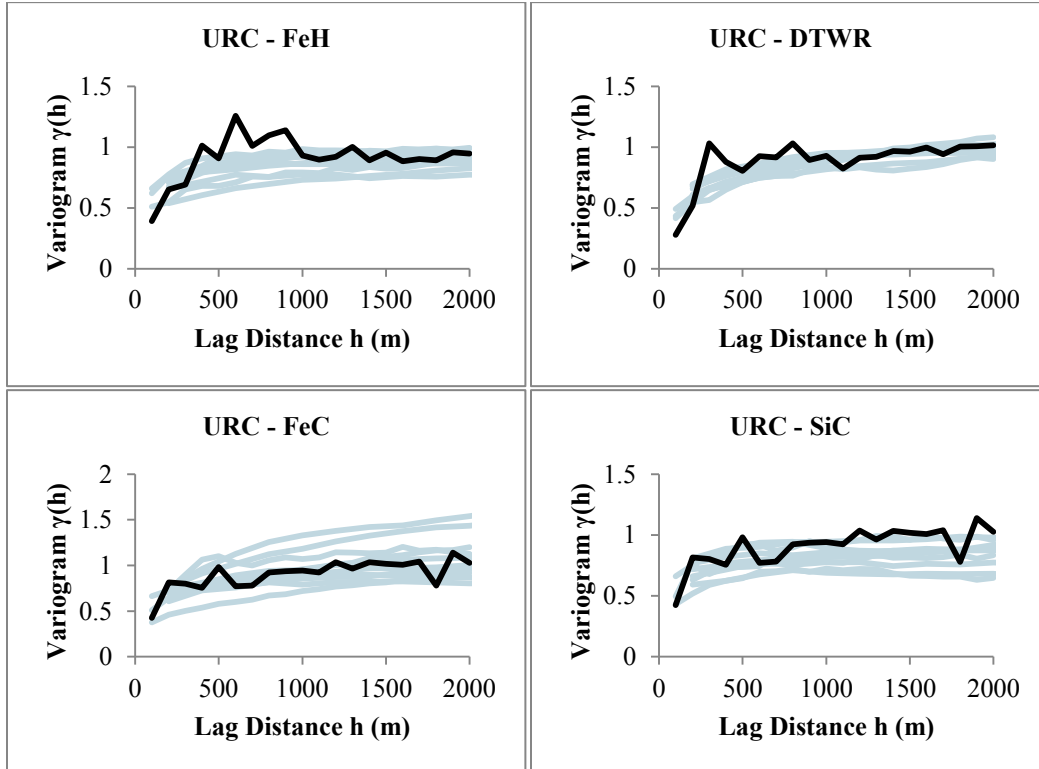 URC - FeH
Variogram γ(h)
1.5
1
0.5
0
0 500 1000 1500 2000
Lag Distance h (m)
URC - DTWR
Variogram γ(h)
1.5
1
0.5
0
0 500 1000 1500 2000
Lag Distance h (m)
URC - FeC
Variogram γ(h)
2
1.5
1
0.5
0
0 500 1000 1500 2000
Lag Distance h (m)
URC - SiC
Variogram γ(h)
1.5
1
0.5
0
0 500 1000 1500 2000
Lag Distance h (m)